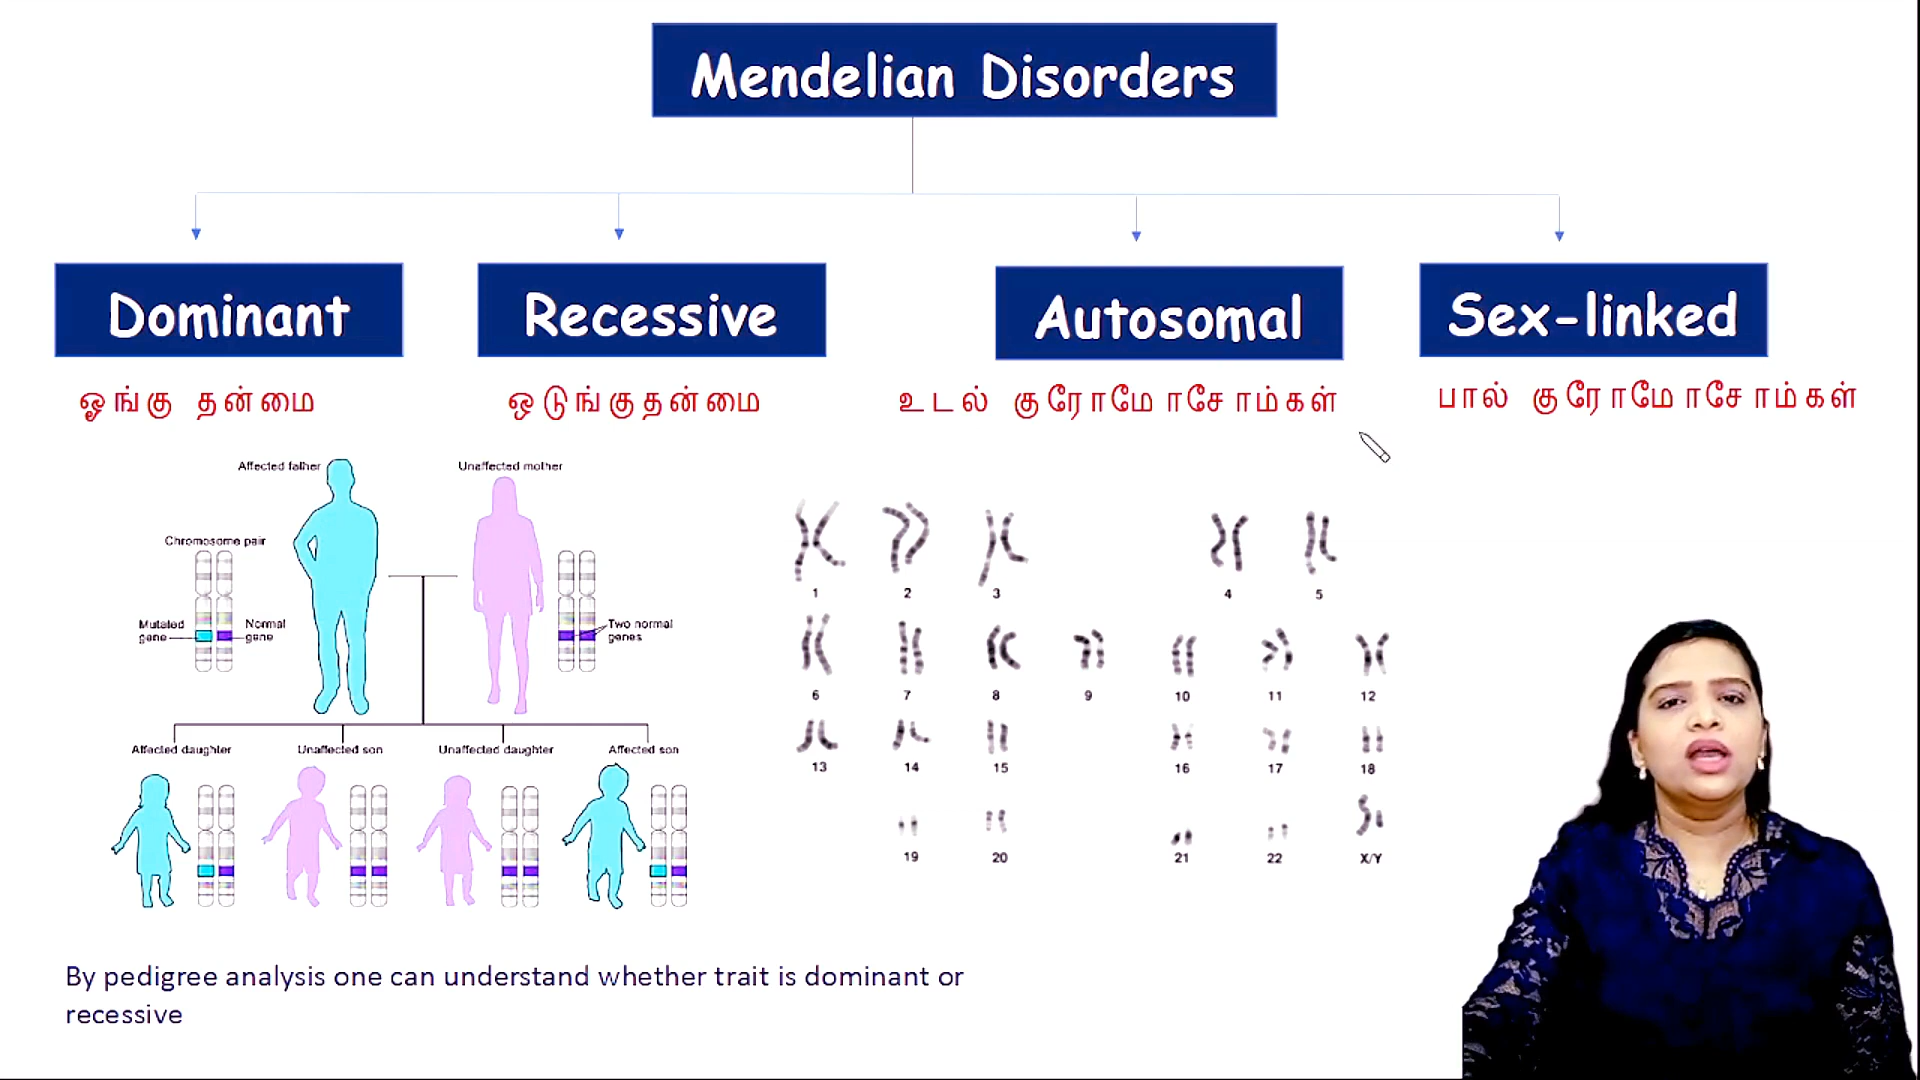 Mendelian Disorders
Dominant
Recessive
Autosomal
Sex-linked
ஓங்கு தன்மை
ஒடுங்குதன்மை
உடல் குரோமோசோம்கள்
பால் குரோமோசோம்கள்
Affected father
Unaffected mother
Chromosome pair
Mutated gene
Normal gene
Two normal genes
Affected daughter
Unaffected son
Unaffected daughter
Affected son
1 2 3 4 5
6 7 8 9 10 11 12
13 14 15 16 17 18
19 20 21 22 X/Y
By pedigree analysis one can understand whether trait is dominant or
recessive